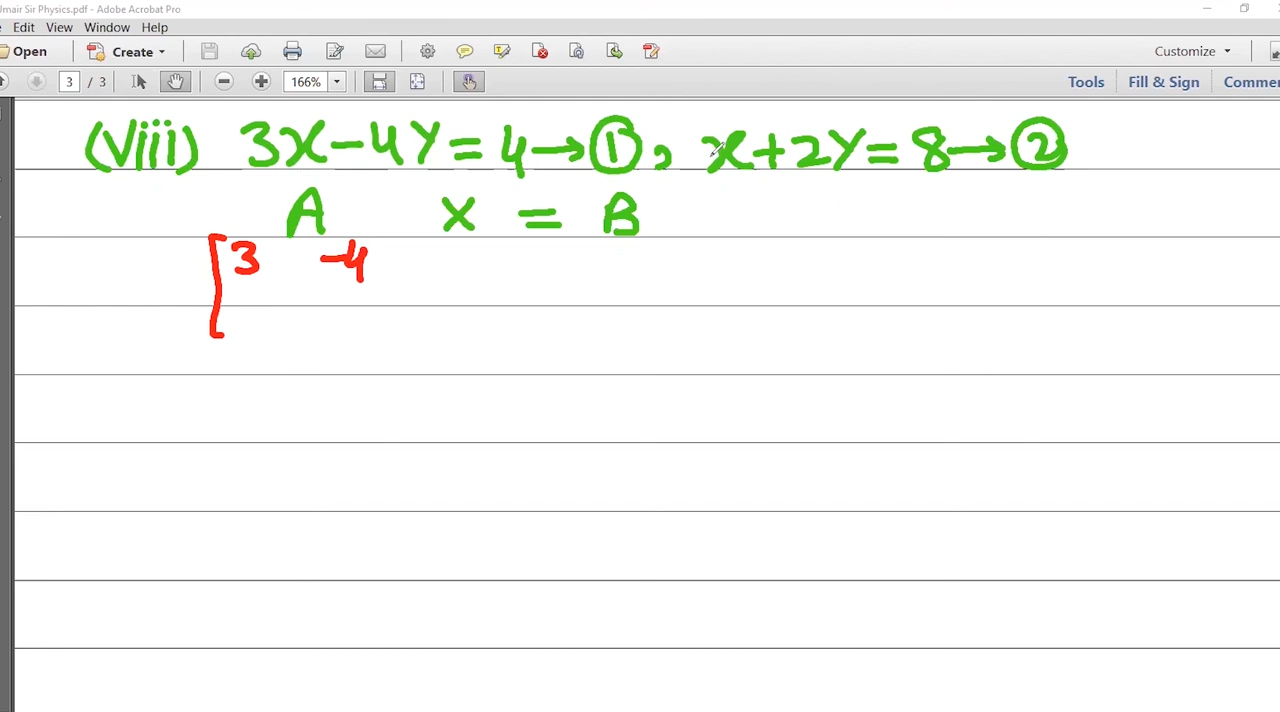 Umair Sir Physics.pdf - Adobe Acrobat Pro
Edit View Window Help
Open Create Customize
3 / 3 166% Tools Fill & Sign
(Viii) 3x-4Y=4→①, x+2Y=8→②
A X = B
[3 -4